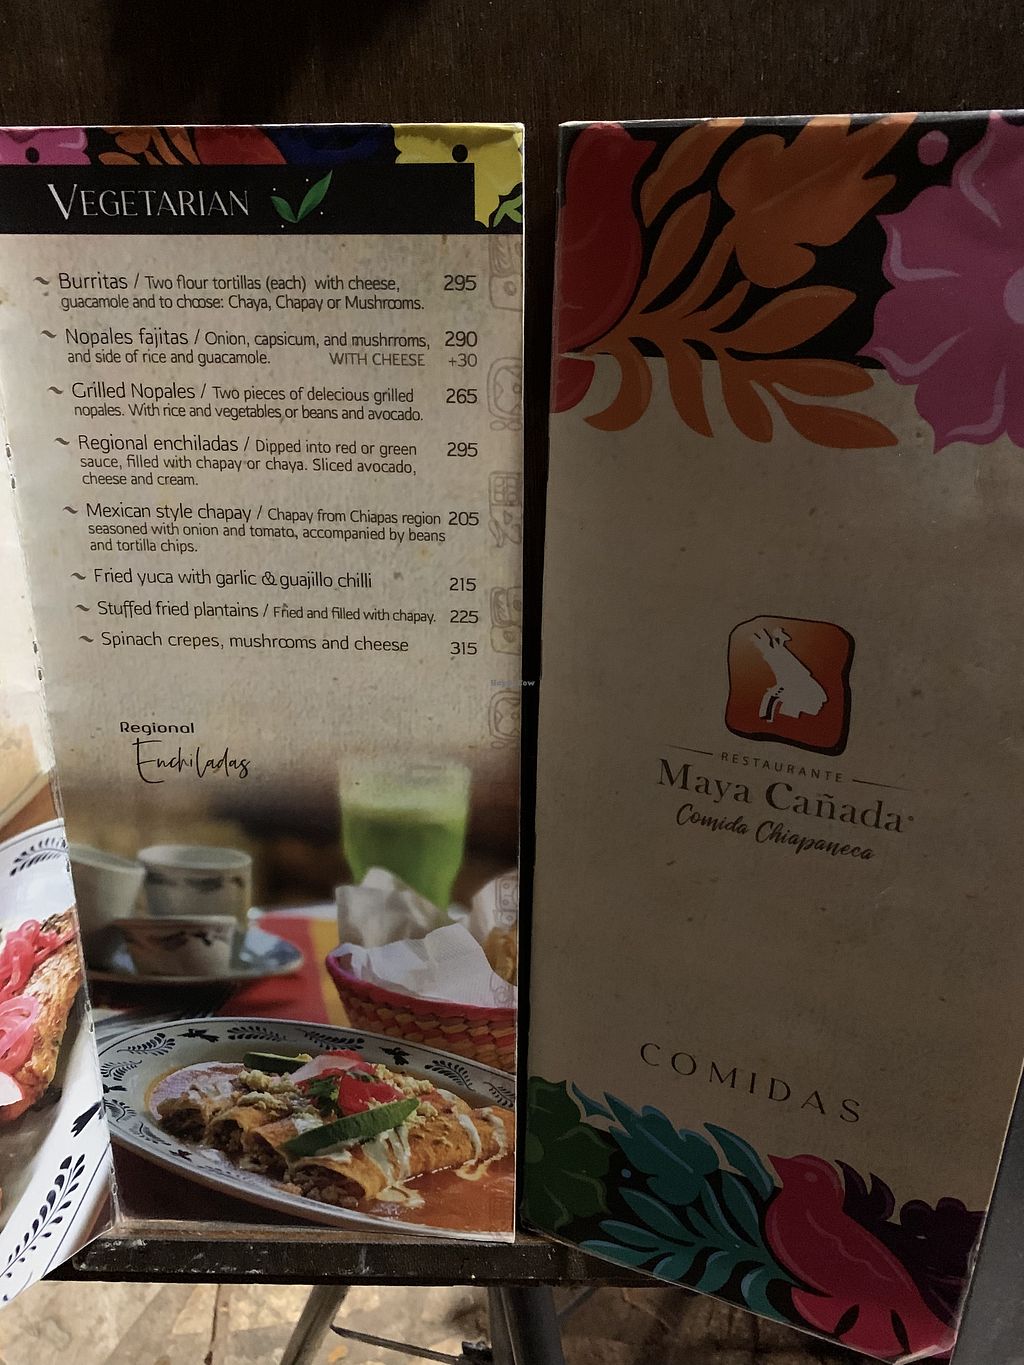 VEGETARIAN
~ Burritas / Two flour tortillas (each) with cheese, 295
guacamole and to choose: Chaya, Chapay or Mushrooms.
~ Nopales fajitas / Onion, capsicum, and mushrroms, 290
and side of rice and guacamole. WITH CHEESE +30
~ Grilled Nopales / Two pieces of delecious grilled 265
nopales. With rice and vegetables or beans and avocado.
~ Regional enchiladas / Dipped into red or green 295
sauce, filled with chapay or chaya. Sliced avocado,
cheese and cream.
~ Mexican style chapay / Chapay from Chiapas region 205
seasoned with onion and tomato, accompanied by beans
and tortilla chips.
~ Fried yuca with garlic & guajillo chilli 215
~ Stuffed fried plantains / Fried and filled with chapay. 225
~ Spinach crepes, mushrooms and cheese 315
Regional
Enchiladas
HappyCow
RESTAURANTE
Maya Cañada
Comida Chiapaneca
COMIDAS